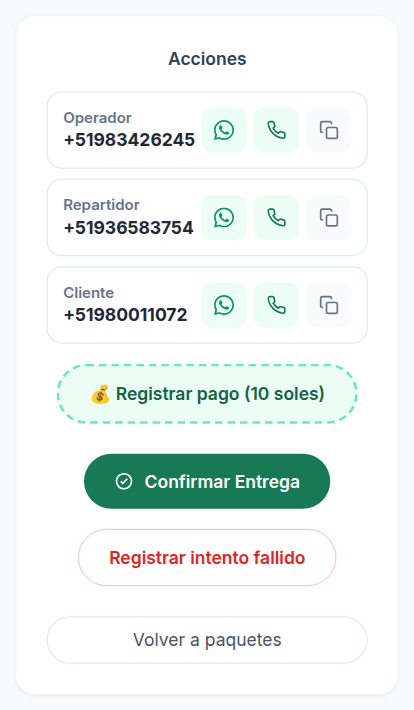 Acciones
Operador
+51983426245
Repartidor
+51936583754
Cliente
+51980011072
💰 Registrar pago (10 soles)
Confirmar Entrega
Registrar intento fallido
Volver a paquetes